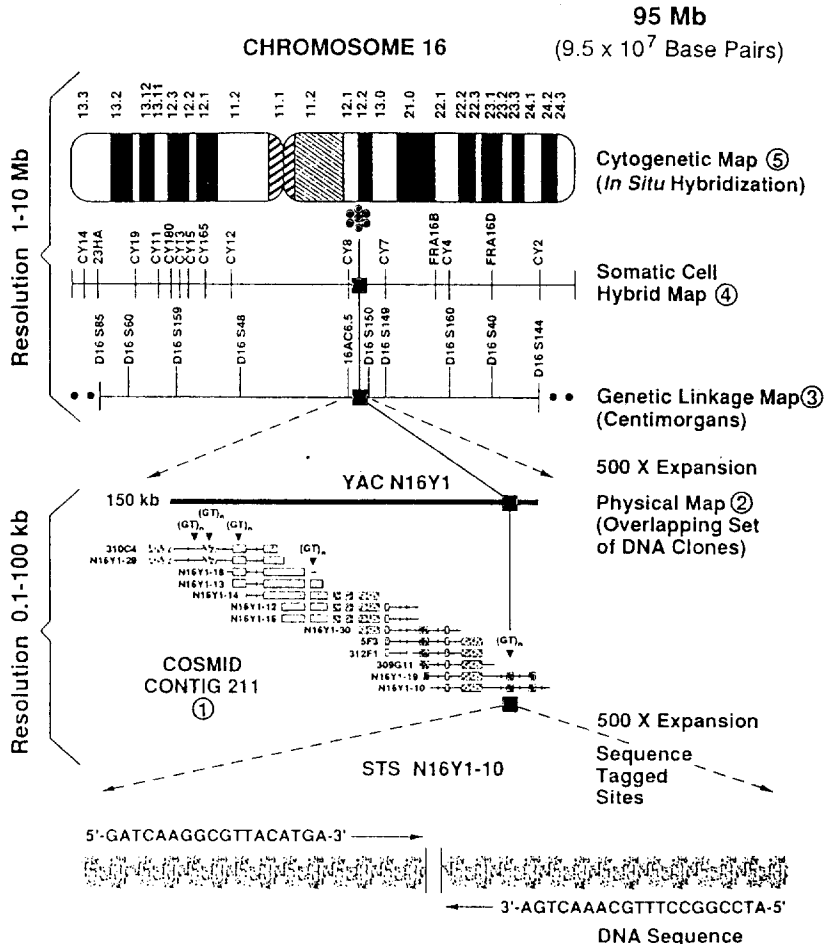 95 Mb
CHROMOSOME 16
(9.5 x 10⁷ Base Pairs)
13.3 13.2 13.12 13.11 12.3 12.2 12.1 11.2 11.1 11.2 12.1 12.2 13.0 21.0 22.1 22.2 22.3 23.1 23.2 23.3 24.1 24.2 24.3
Resolution 1-10 Mb
Cytogenetic Map ⑤
(In Situ Hybridization)
CY14 23HA CY19 CY11 CY180 CY13 CY15 CY165 CY12 CY8 CY7 FRA16B CY4 FRA16D CY2
Somatic Cell
Hybrid Map ④
D16 S85 D16 S60 D16 S159 D16 S48 16AC6.5 D16 S150 D16 S149 D16 S160 D16 S40 D16 S144
Genetic Linkage Map ③
(Centimorgans)
500 X Expansion
YAC N16Y1
150 kb
Physical Map ②
(Overlapping Set
of DNA Clones)
Resolution 0.1-100 kb
(GT)n
(GT)n (GT)n
(GT)n
310C4
N16Y1-29
N16Y1-18
N16Y1-13
N16Y1-14
N16Y1-12
N16Y1-16
N16Y1-30
5F3
(GT)n
312F1
309G11
N16Y1-19
N16Y1-10
COSMID
CONTIG 211
①
500 X Expansion
Sequence
Tagged
Sites
STS N16Y1-10
5'-GATCAAGGCGTTACATGA-3'
3'-AGTCAAACGTTTCCGGCCTA-5'
DNA Sequence